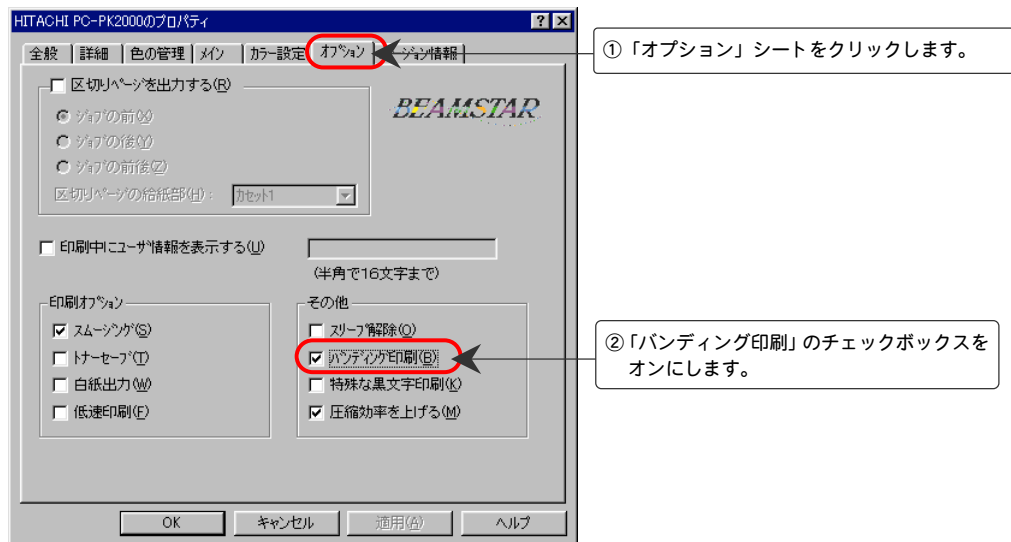 HITACHI PC-PK2000のプロパティ
全般 詳細 色の管理 メイン カラー設定 オプション ージョン情報
①「オプション」シートをクリックします。
区切りページを出力する(R)
BEAMSTAR
ジョブの前(X)
ジョブの後(Y)
ジョブの前後(Z)
区切りページの給紙部(H): カセット1
印刷中にユーザ情報を表示する(U)
(半角で16文字まで)
印刷オプション
スムージング(S)
トナーセーブ(T)
白紙出力(W)
低速印刷(F)
その他
スリープ解除(O)
バンディング印刷(B)
特殊な黒文字印刷(K)
圧縮効率を上げる(M)
②「バンディング印刷」のチェックボックスを
オンにします。
OK キャンセル 適用(A) ヘルプ